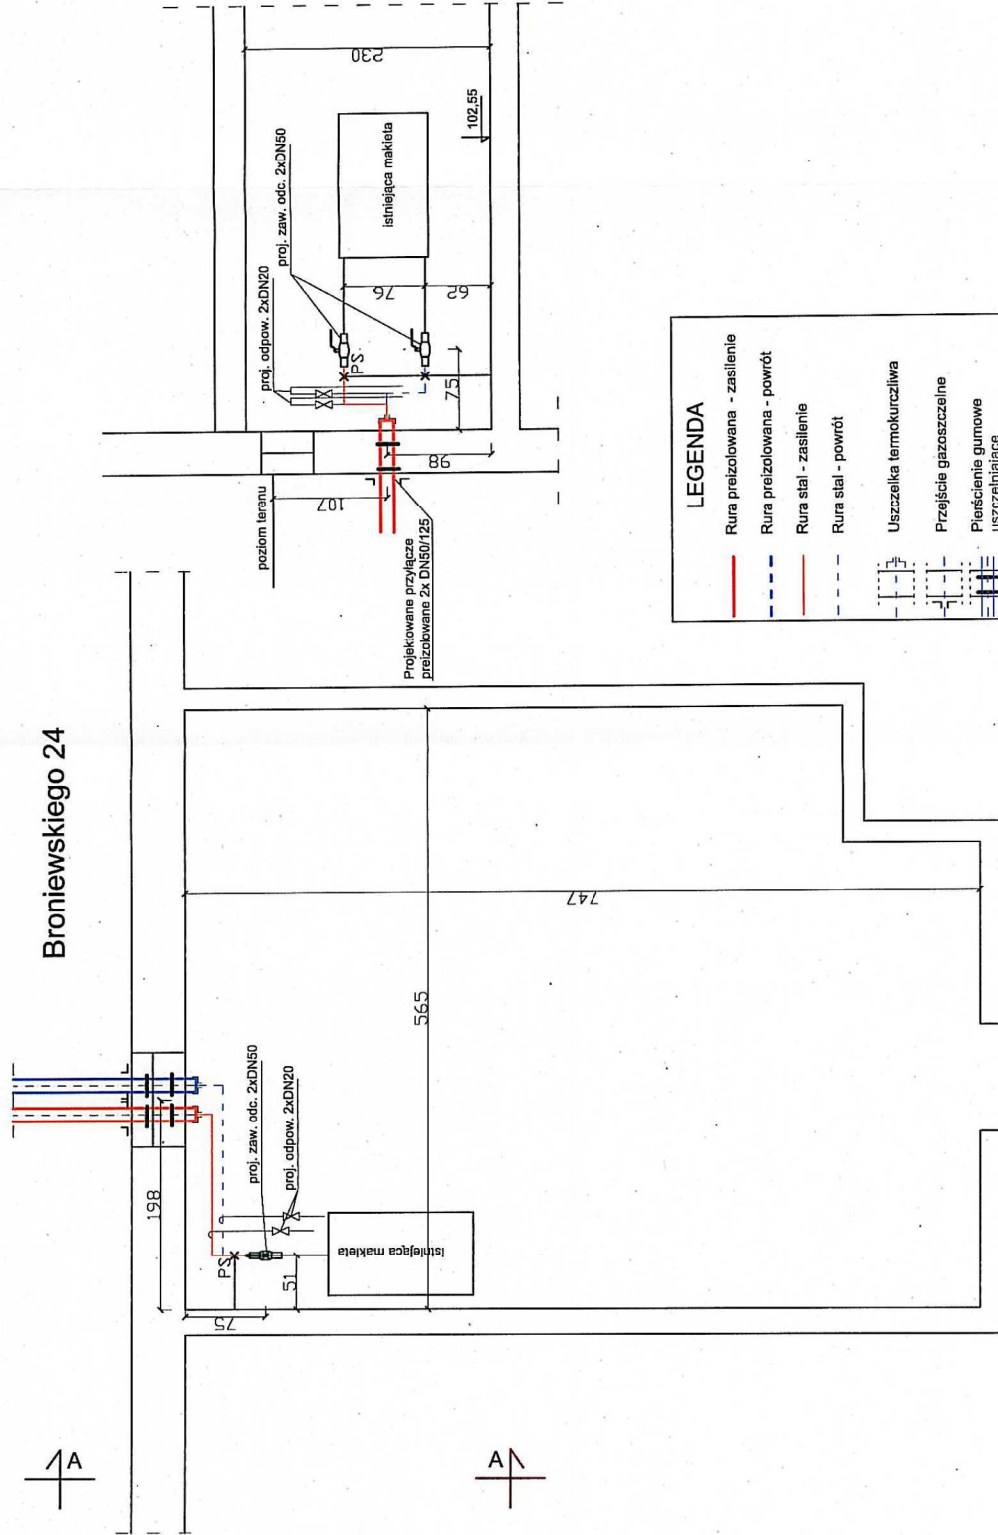 Broniewskiego 24
A
A
198
75
PS
51
istniejąca makieta
proj. zaw. odc. 2xDN50
proj. odpow. 2xDN20
565
747
poziom terenu
107
Projektowane przyłącze
preizolowane 2x DN50/125
98
75
PS
proj. odpow. 2xDN20
proj. zaw. odc. 2xDN50
76
62
istniejąca makieta
230
102,55
LEGENDA
Rura preizolowana - zasilenie
Rura preizolowana - powrót
Rura stal - zasilenie
Rura stal - powrót
Uszczelka termokurczliwa
Przejście gazoszczelne
Pierścienie gumowe
uszczelniające